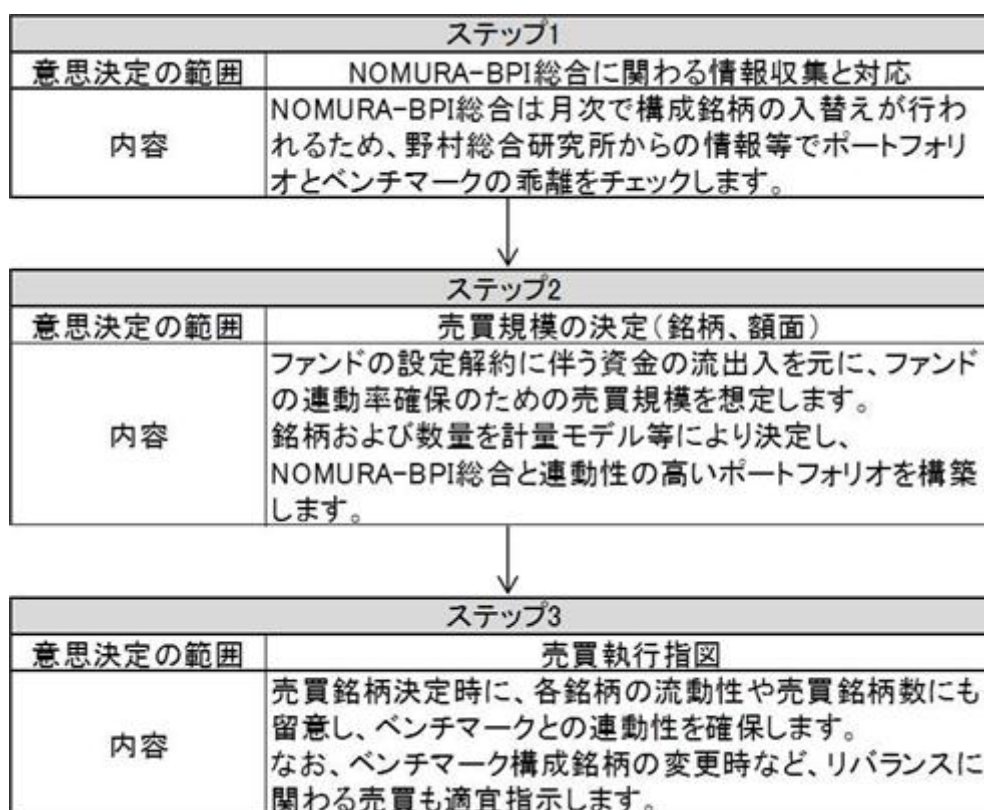 ステップ1
意思決定の範囲 NOMURA-BPI総合に関わる情報収集と対応
内容
NOMURA-BPI総合は月次で構成銘柄の入替えが行わ
れるため、野村総合研究所からの情報等でポートフォリ
オとベンチマークの乖離をチェックします。
ステップ2
意思決定の範囲 売買規模の決定(銘柄、額面)
内容
ファンドの設定解約に伴う資金の流出入を元に、ファンド
の連動率確保のための売買規模を想定します。
銘柄および数量を計量モデル等により決定し、
NOMURA-BPI総合と連動性の高いポートフォリオを構築
します。
ステップ3
意思決定の範囲 売買執行指図
内容
売買銘柄決定時に、各銘柄の流動性や売買銘柄数にも
留意し、ベンチマークとの連動性を確保します。
なお、ベンチマーク構成銘柄の変更時など、リバランスに
関わる売買も適宜指示します。